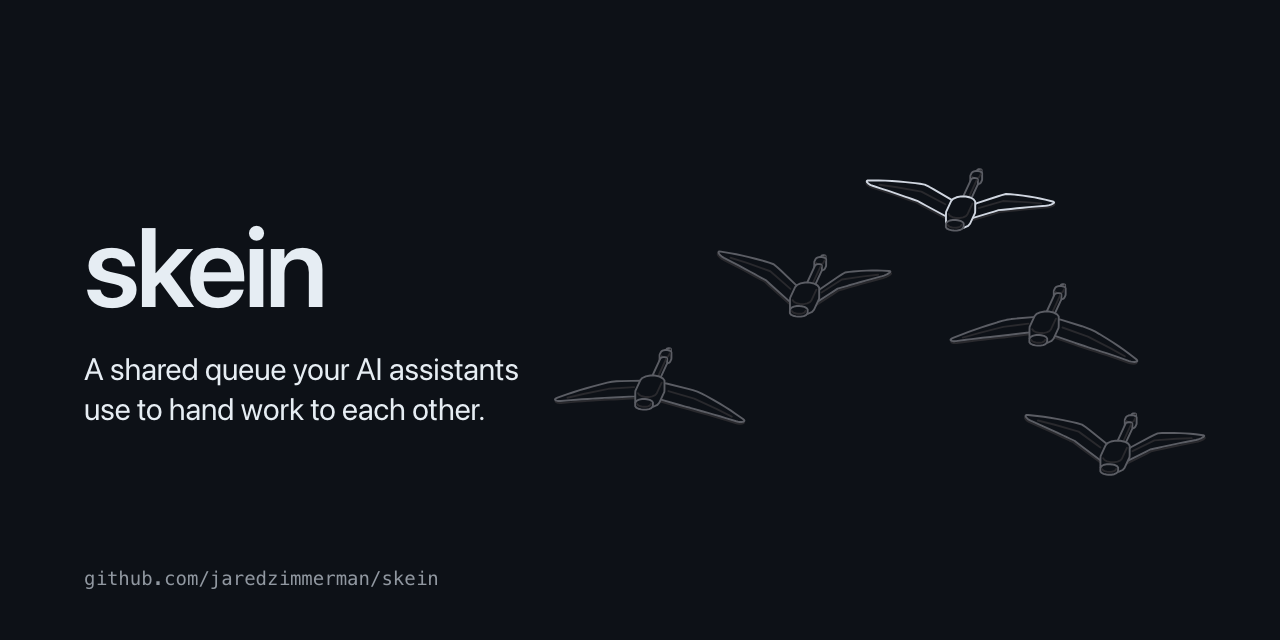 skein
A shared queue your AI assistants
use to hand work to each other.
github.com/jaredzimmerman/skein